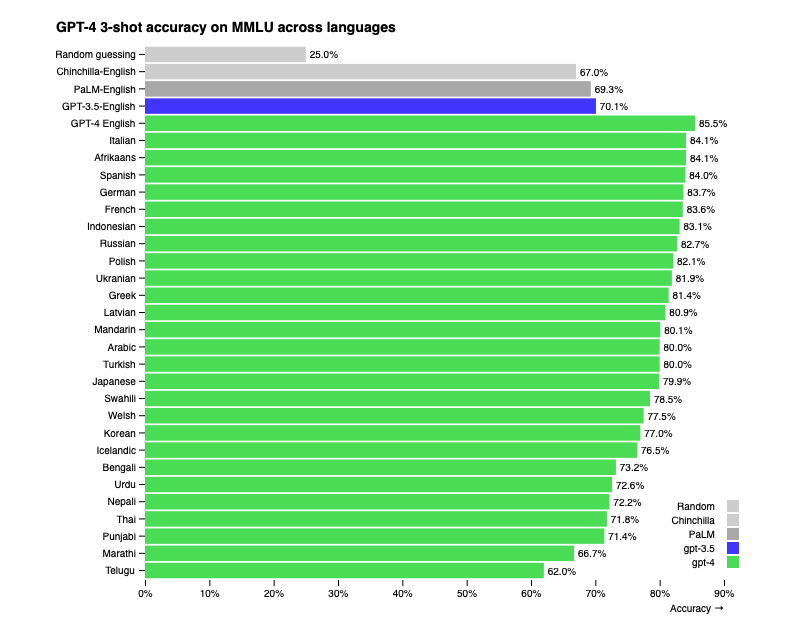 GPT-4 3-shot accuracy on MMLU across languages
Random guessing 25.0%
Chinchilla-English 67.0%
PaLM-English 69.3%
GPT-3.5-English 70.1%
GPT-4 English 85.5%
Italian 84.1%
Afrikaans 84.1%
Spanish 84.0%
German 83.7%
French 83.6%
Indonesian 83.1%
Russian 82.7%
Polish 82.1%
Ukranian 81.9%
Greek 81.4%
Latvian 80.9%
Mandarin 80.1%
Arabic 80.0%
Turkish 80.0%
Japanese 79.9%
Swahili 78.5%
Welsh 77.5%
Korean 77.0%
Icelandic 76.5%
Bengali 73.2%
Urdu 72.6%
Nepali 72.2%
Thai 71.8%
Punjabi 71.4%
Marathi 66.7%
Telugu 62.0%
Random
Chinchilla
PaLM
gpt-3.5
gpt-4
0% 10% 20% 30% 40% 50% 60% 70% 80% 90%
Accuracy →